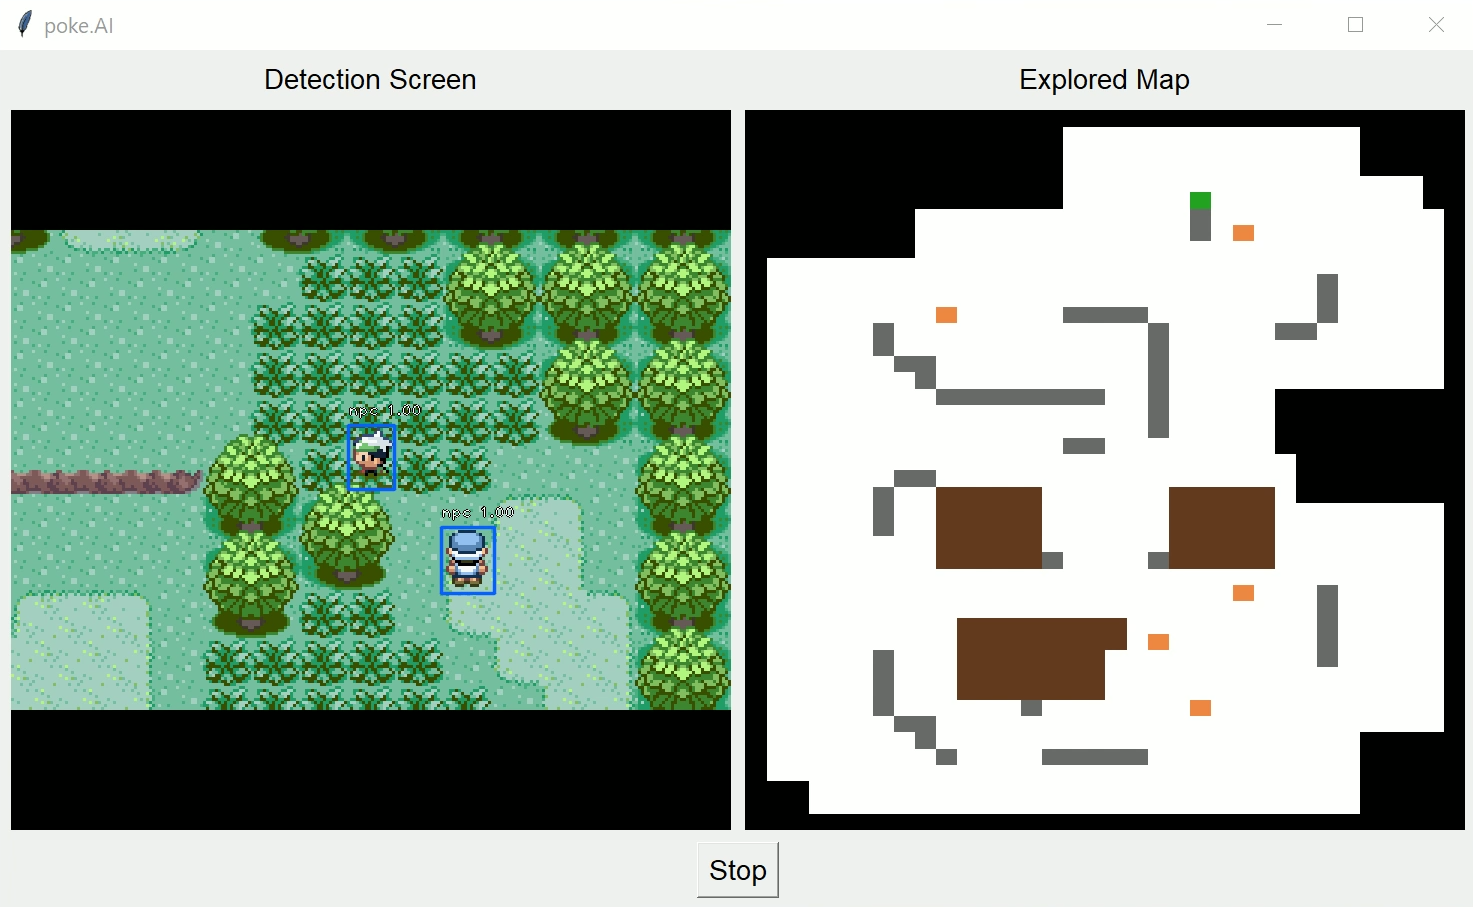 poke.AI
Detection Screen
Explored Map
npc 1.00
npc 1.00
Stop